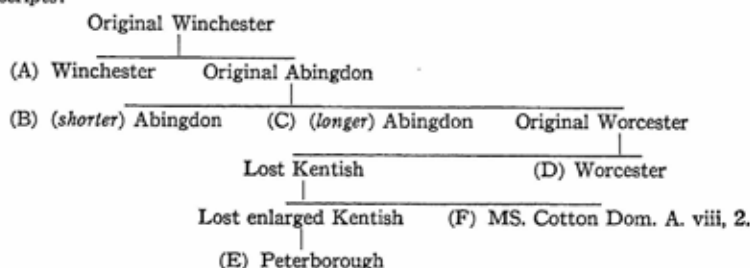 Original Winchester
(A) Winchester Original Abingdon
(B) (shorter) Abingdon (C) (longer) Abingdon Original Worcester
Lost Kentish (D) Worcester
Lost enlarged Kentish (F) MS. Cotton Dom. A. viii, 2.
(E) Peterborough